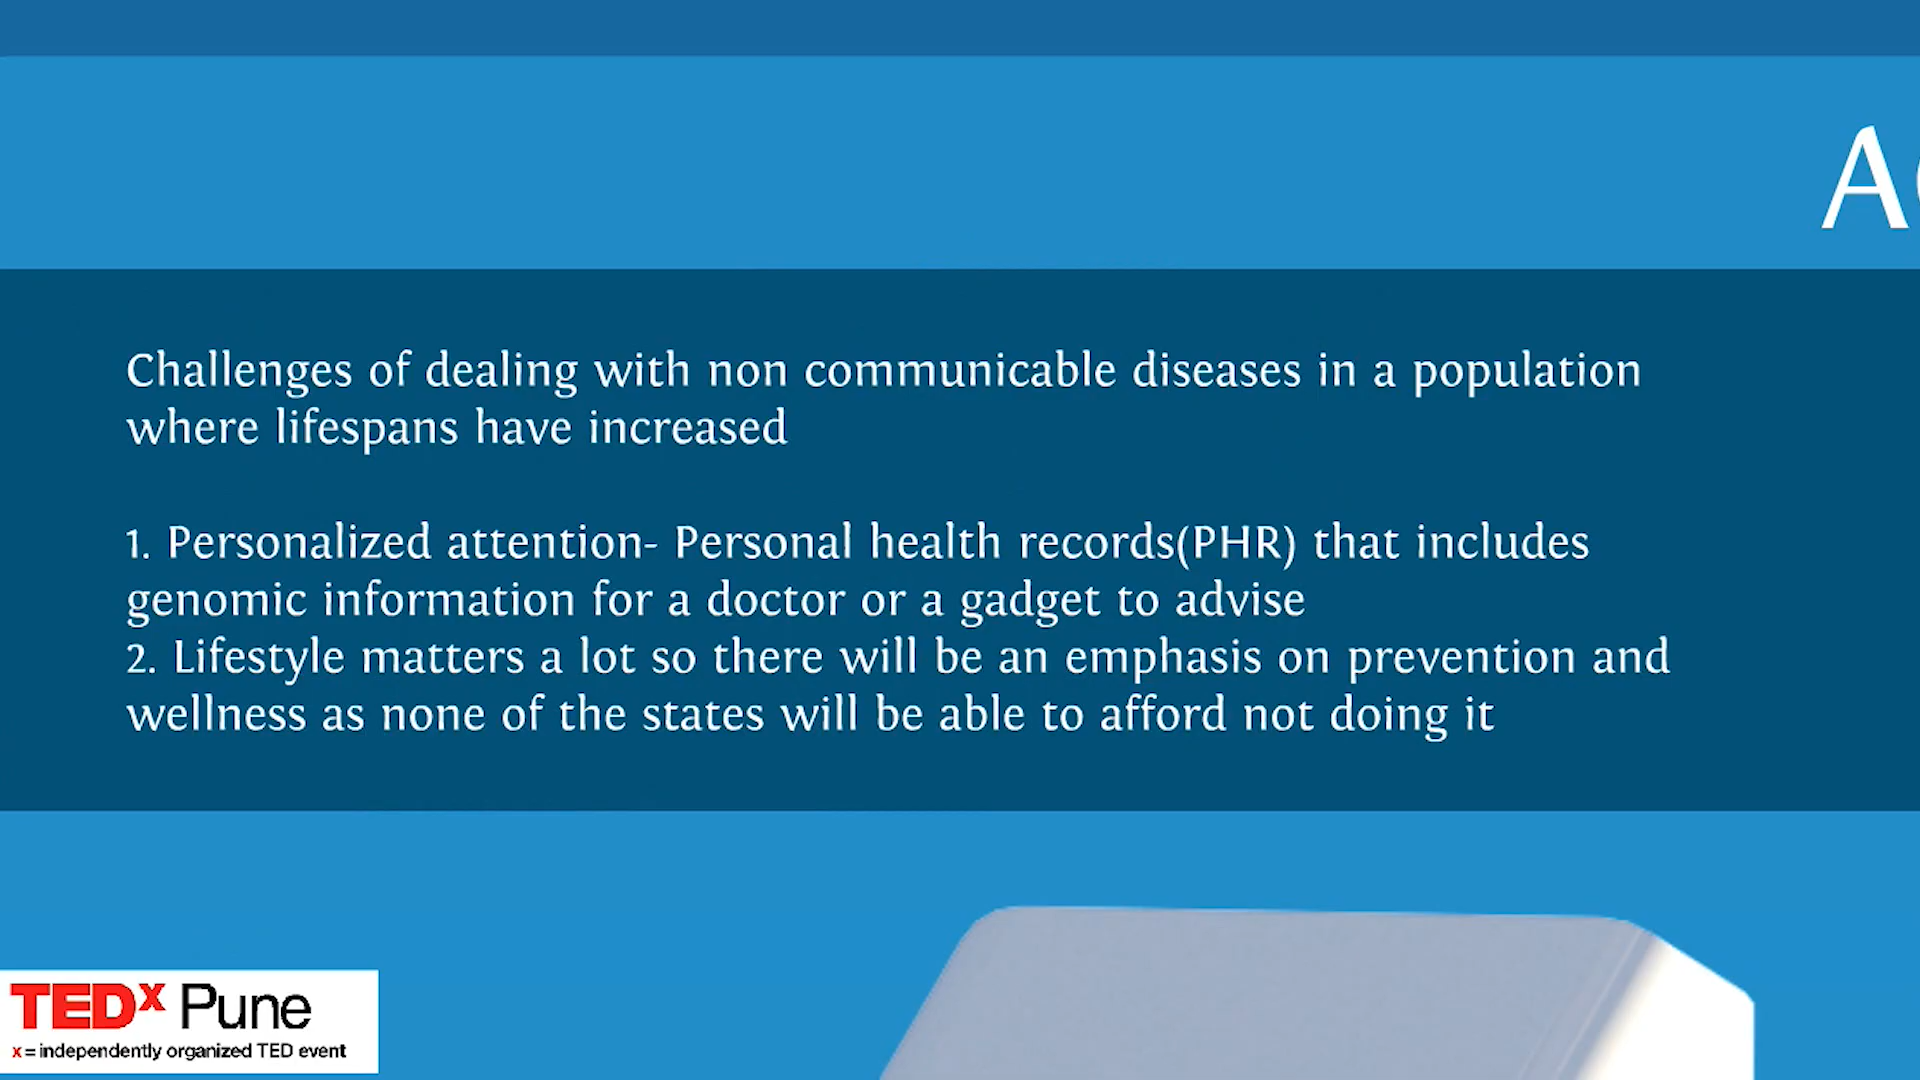 Challenges of dealing with non communicable diseases in a population
where lifespans have increased
1. Personalized attention- Personal health records(PHR) that includes
genomic information for a doctor or a gadget to advise
2. Lifestyle matters a lot so there will be an emphasis on prevention and
wellness as none of the states will be able to afford not doing it
TEDx Pune
x = independently organized TED event